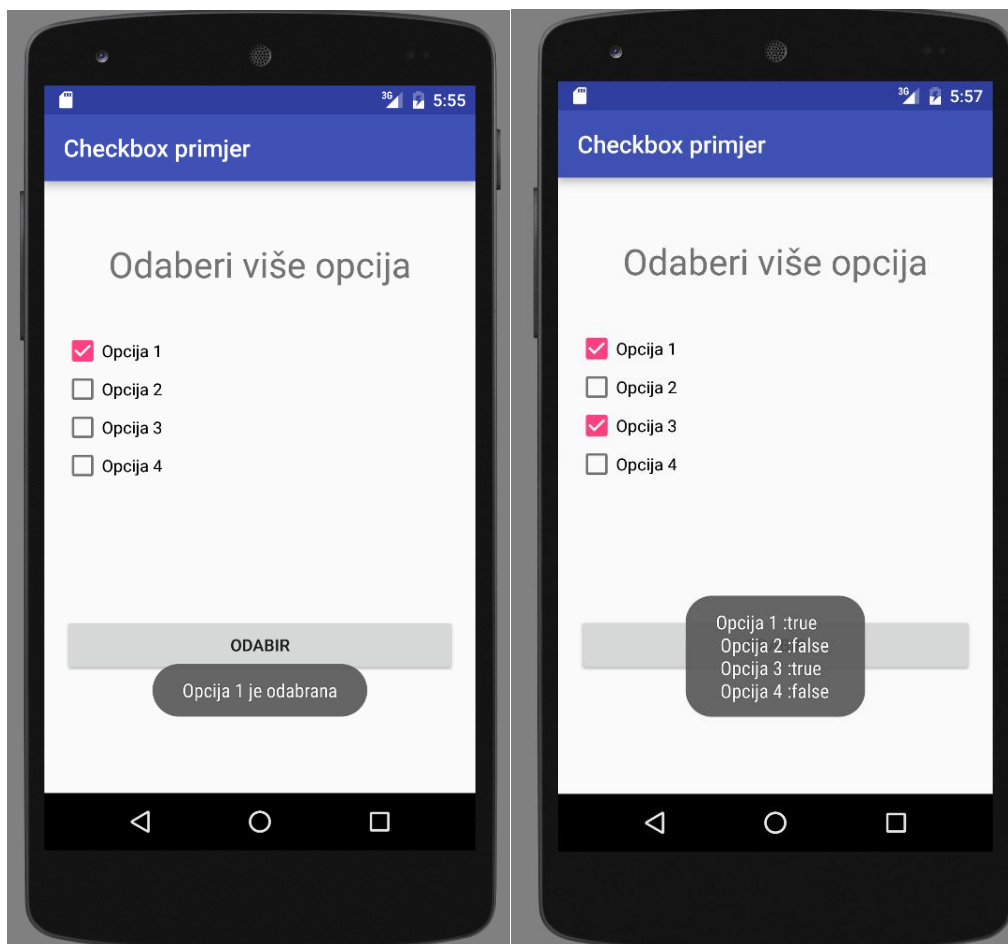 3G 5:55
Checkbox primjer
Odaberi više opcija
Opcija 1
Opcija 2
Opcija 3
Opcija 4
ODABIR
Opcija 1 je odabrana
3G 5:57
Checkbox primjer
Odaberi više opcija
Opcija 1
Opcija 2
Opcija 3
Opcija 4
Opcija 1 :true
Opcija 2 :false
Opcija 3 :true
Opcija 4 :false